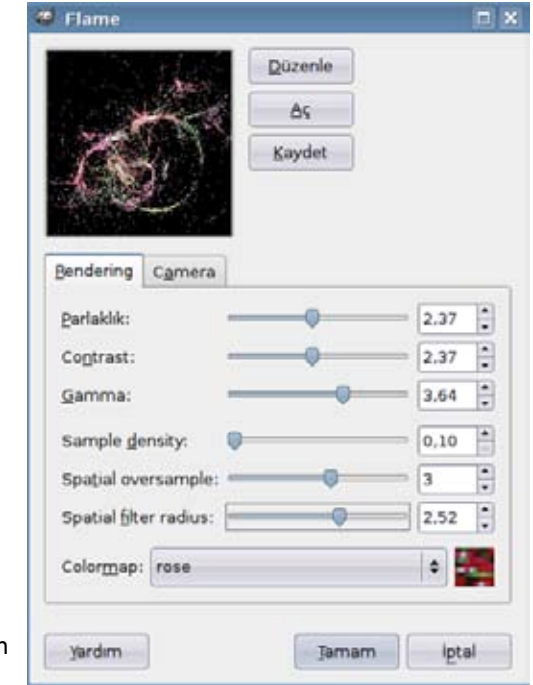 Flame
Düzenle
Aç
Kaydet
Rendering Camera
Parlaklık: 2,37
Contrast: 2,37
Gamma: 3,64
Sample density: 0,10
Spatial oversample: 3
Spatial filter radius: 2,52
Colormap: rose
Yardım Tamam İptal